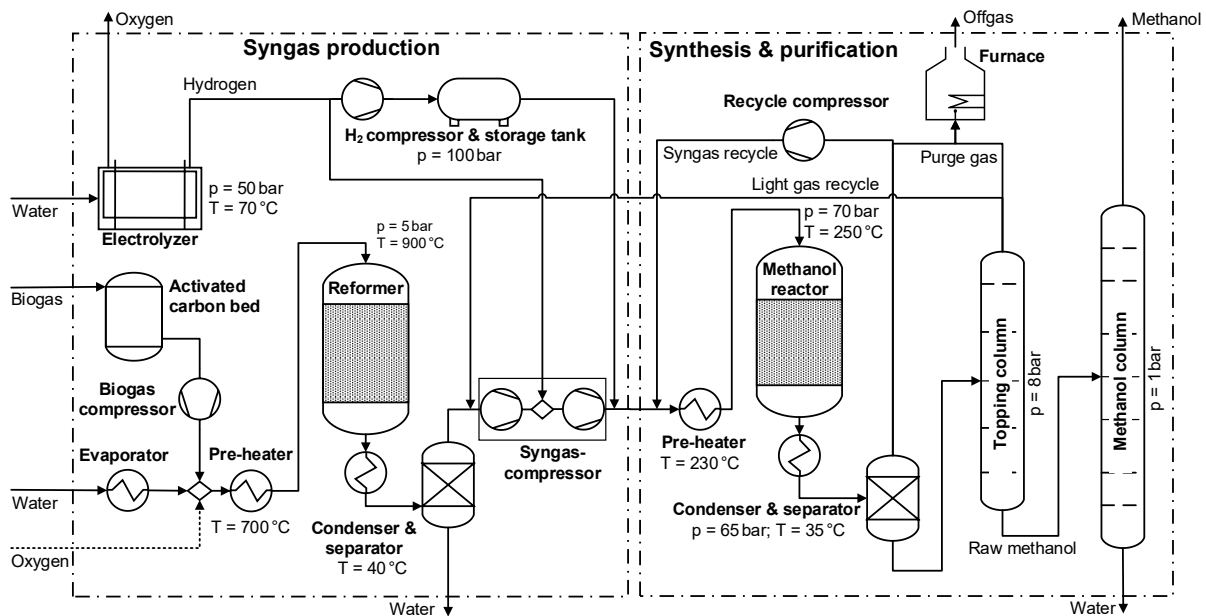 Oxygen
Offgas
Methanol
Syngas production
Synthesis & purification
Furnace
Hydrogen
Recycle compressor
H₂ compressor & storage tank
p = 100 bar
Syngas recycle
Purge gas
Light gas recycle
p = 50 bar
T = 70 °C
Water
Electrolyzer
p = 5 bar
T = 900 °C
p = 70 bar
T = 250 °C
Biogas
Activated
carbon bed
Reformer
Methanol
reactor
Topping column
p = 8 bar
Methanol column
p = 1 bar
Biogas
compressor
Syngas-
compressor
Pre-heater
T = 230 °C
Evaporator
Pre-heater
Water
T = 700 °C
Condenser &
separator
T = 40 °C
Condenser & separator
p = 65 bar; T = 35 °C
Oxygen
Raw methanol
Water
Water